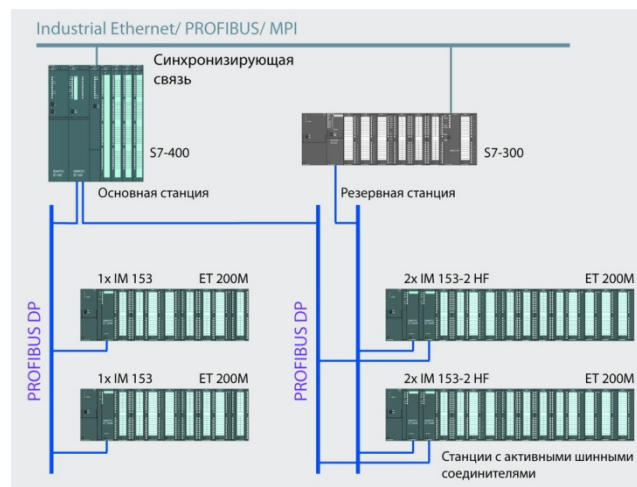 Industrial Ethernet/ PROFIBUS/ MPI
Синхронизирующая
связь
S7-400
S7-300
Основная станция
Резервная станция
1x IM 153
ET 200M
2x IM 153-2 HF
ET 200M
PROFIBUS DP
PROFIBUS DP
1x IM 153
ET 200M
2x IM 153-2 HF
ET 200M
Станции с активными шинными
соединителями